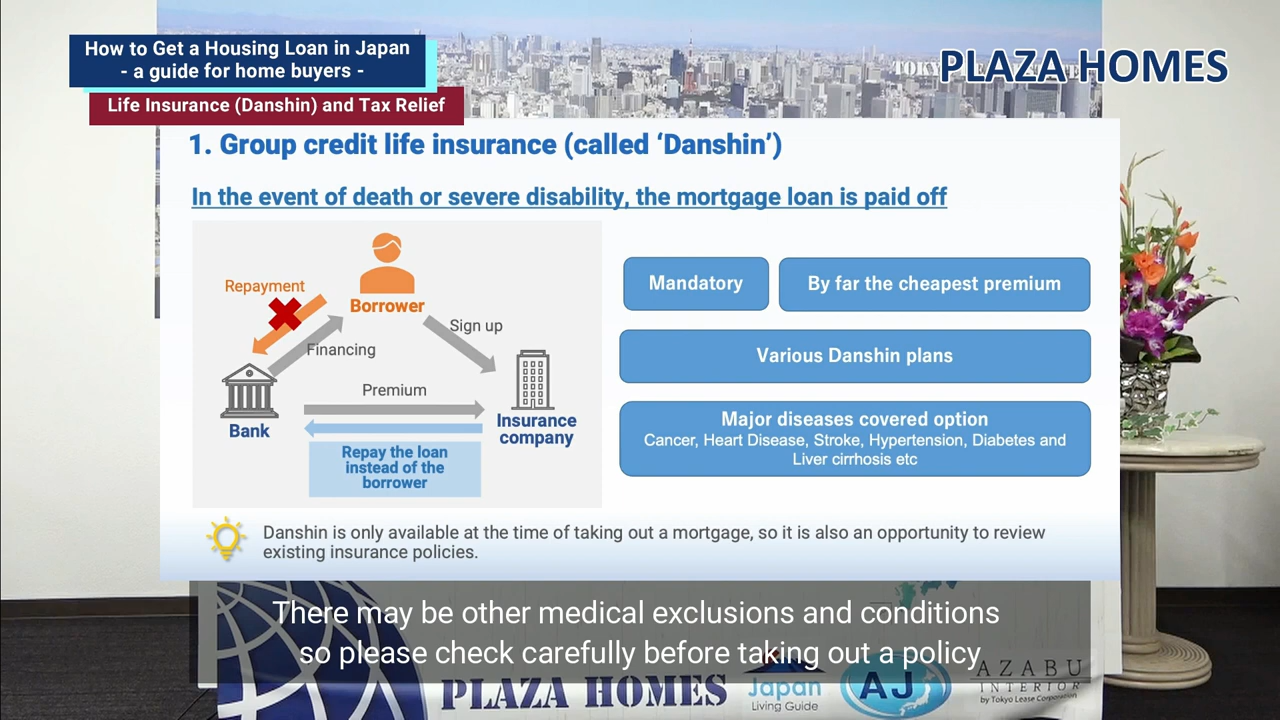 How to Get a Housing Loan in Japan
- a guide for home buyers -
Life Insurance (Danshin) and Tax Relief
PLAZA HOMES
1. Group credit life insurance (called ‘Danshin’)
In the event of death or severe disability, the mortgage loan is paid off
Repayment
Borrower
Sign up
Financing
Premium
Bank
Insurance
company
Repay the loan
instead of the
borrower
Mandatory
By far the cheapest premium
Various Danshin plans
Major diseases covered option
Cancer, Heart Disease, Stroke, Hypertension, Diabetes and
Liver cirrhosis etc
Danshin is only available at the time of taking out a mortgage, so it is also an opportunity to review
existing insurance policies.
There may be other medical exclusions and conditions
so please check carefully before taking out a policy
PLAZA HOMES
Japan
Living Guide
AJ
AZABU
INTERIOR
by Tokyo Lease Corporation